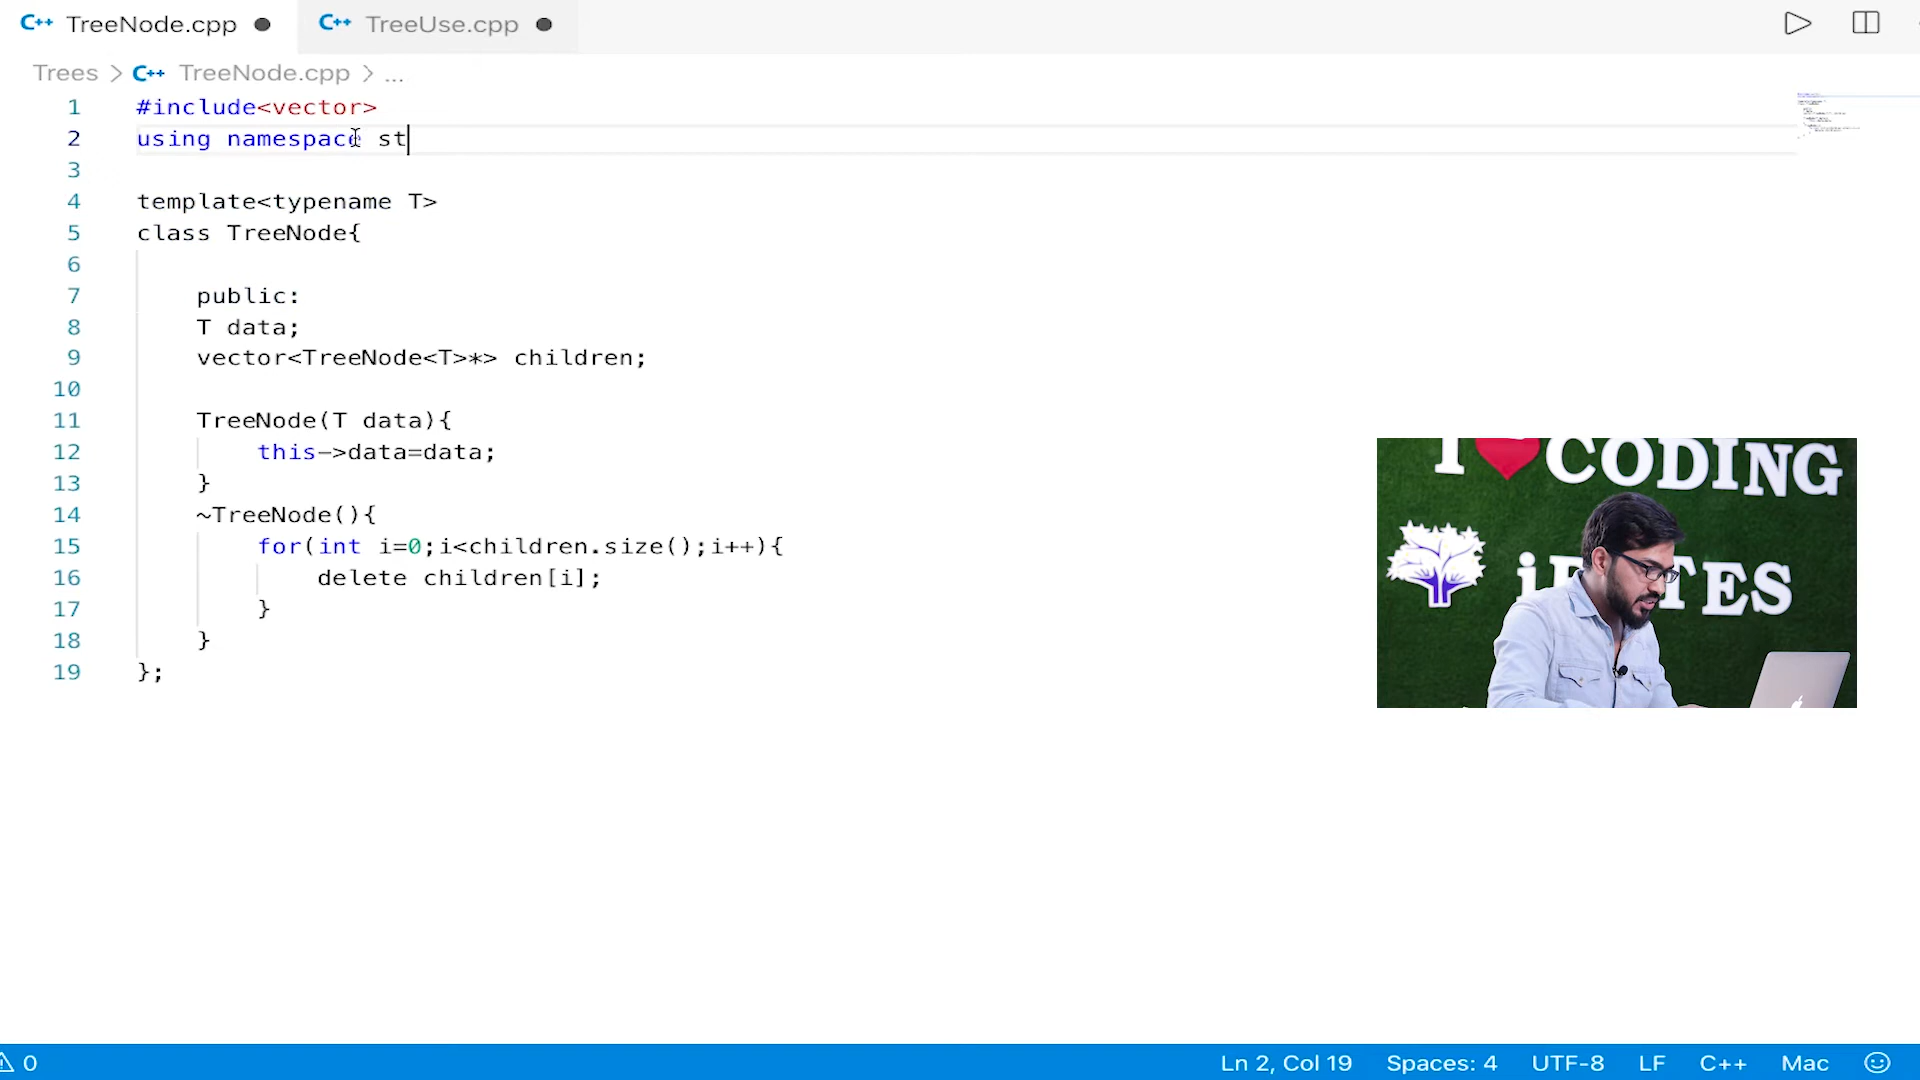 C++ TreeNode.cpp
C++ TreeUse.cpp
Trees > C++ TreeNode.cpp > ...
1 #include<vector>
2 using namespace st
3
4 template<typename T>
5 class TreeNode{
6
7 public:
8 T data;
9 vector<TreeNode<T>*> children;
10
11 TreeNode(T data){
12 this->data=data;
13 }
14 ~TreeNode(){
15 for(int i=0;i<children.size();i++){
16 delete children[i];
17 }
18 }
19 };
I CODING
0 Ln 2, Col 19 Spaces: 4 UTF-8 LF C++ Mac